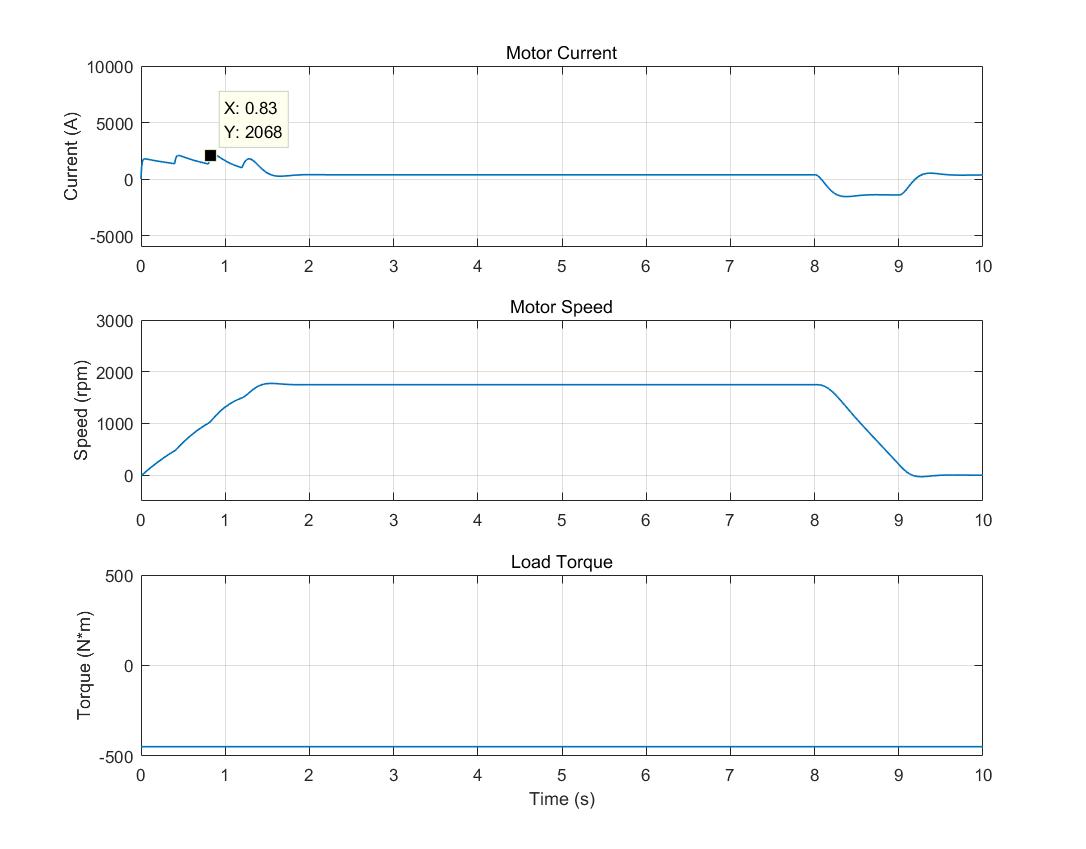 Motor Current
10000
5000
0
-5000
Current (A)
X: 0.83
Y: 2068
0 1 2 3 4 5 6 7 8 9 10
Motor Speed
3000
2000
1000
0
Speed (rpm)
0 1 2 3 4 5 6 7 8 9 10
Load Torque
500
0
-500
Torque (N*m)
0 1 2 3 4 5 6 7 8 9 10
Time (s)